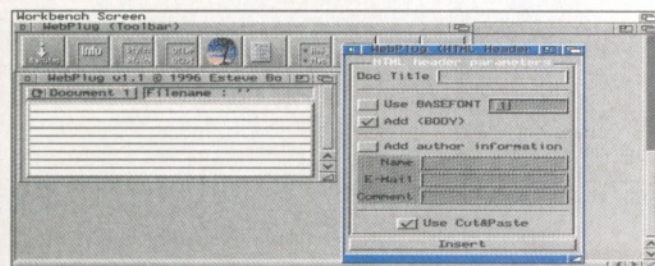 Workbench Screen
WebPlug (Toolbar)
Info
WebPlug v1.1 © 1996 Esteve Bo
Document 1 Filename : ''
WebPlug (HTML Header
HTML header parameters
Doc Title
Use BASEFONT 1
Add <BODY>
Add author information
Name
E-Mail
Comment
Use Cut&Paste
Insert